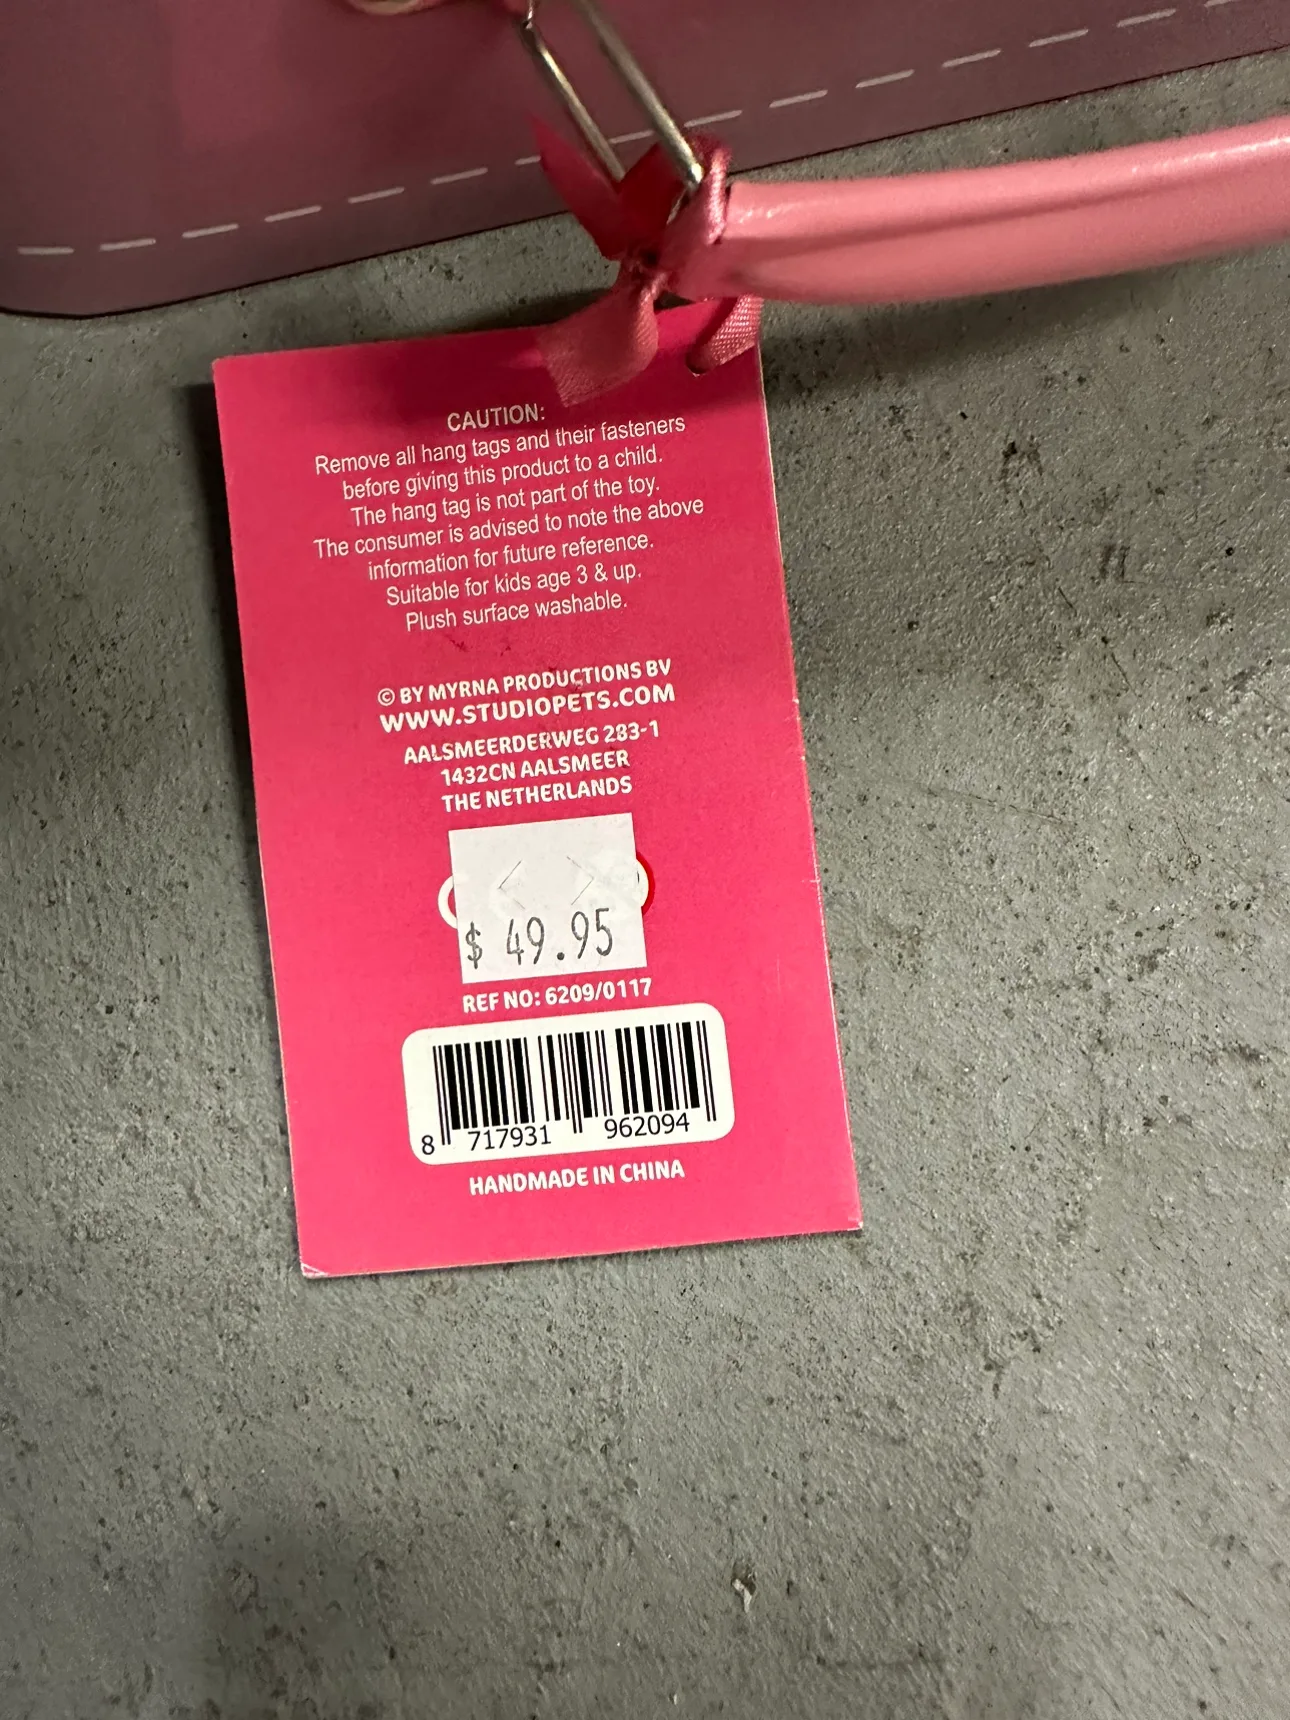 CAUTION:
Remove all hang tags and their fasteners
before giving this product to a child.
The hang tag is not part of the toy.
The consumer is advised to note the above
information for future reference.
Suitable for kids age 3 & up.
Plush surface washable.
© BY MYRNA PRODUCTIONS BV
WWW.STUDIOPETS.COM
AALSMEERDERWEG 283-1
1432CN AALSMEER
THE NETHERLANDS
$ 49.95
REF NO: 6209/0117
8 717931 962094
HANDMADE IN CHINA